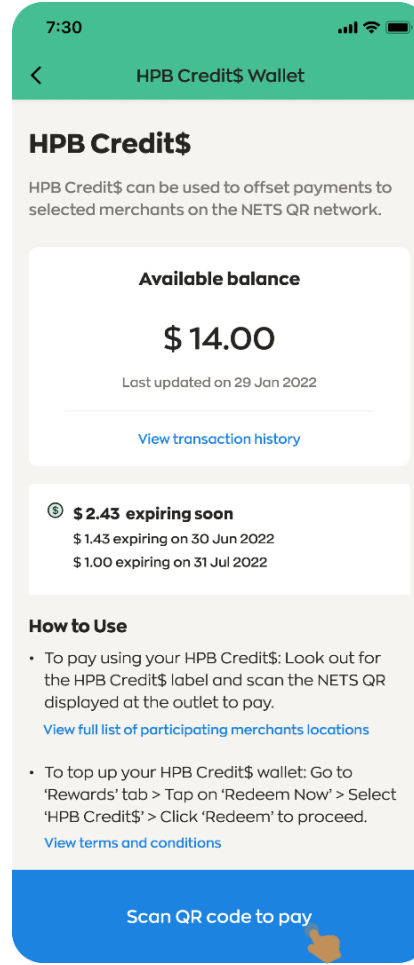 7:30
HPB Credit$ Wallet
HPB Credit$
HPB Credit$ can be used to offset payments to
selected merchants on the NETS QR network.
Available balance
$ 14.00
Last updated on 29 Jan 2022
View transaction history
$ 2.43 expiring soon
$ 1.43 expiring on 30 Jun 2022
$ 1.00 expiring on 31 Jul 2022
How to Use
• To pay using your HPB Credit$: Look out for
the HPB Credit$ label and scan the NETS QR
displayed at the outlet to pay.
View full list of participating merchants locations
• To top up your HPB Credit$ wallet: Go to
‘Rewards’ tab > Tap on ‘Redeem Now’ > Select
‘HPB Credit$’ > Click ‘Redeem’ to proceed.
View terms and conditions
Scan QR code to pay